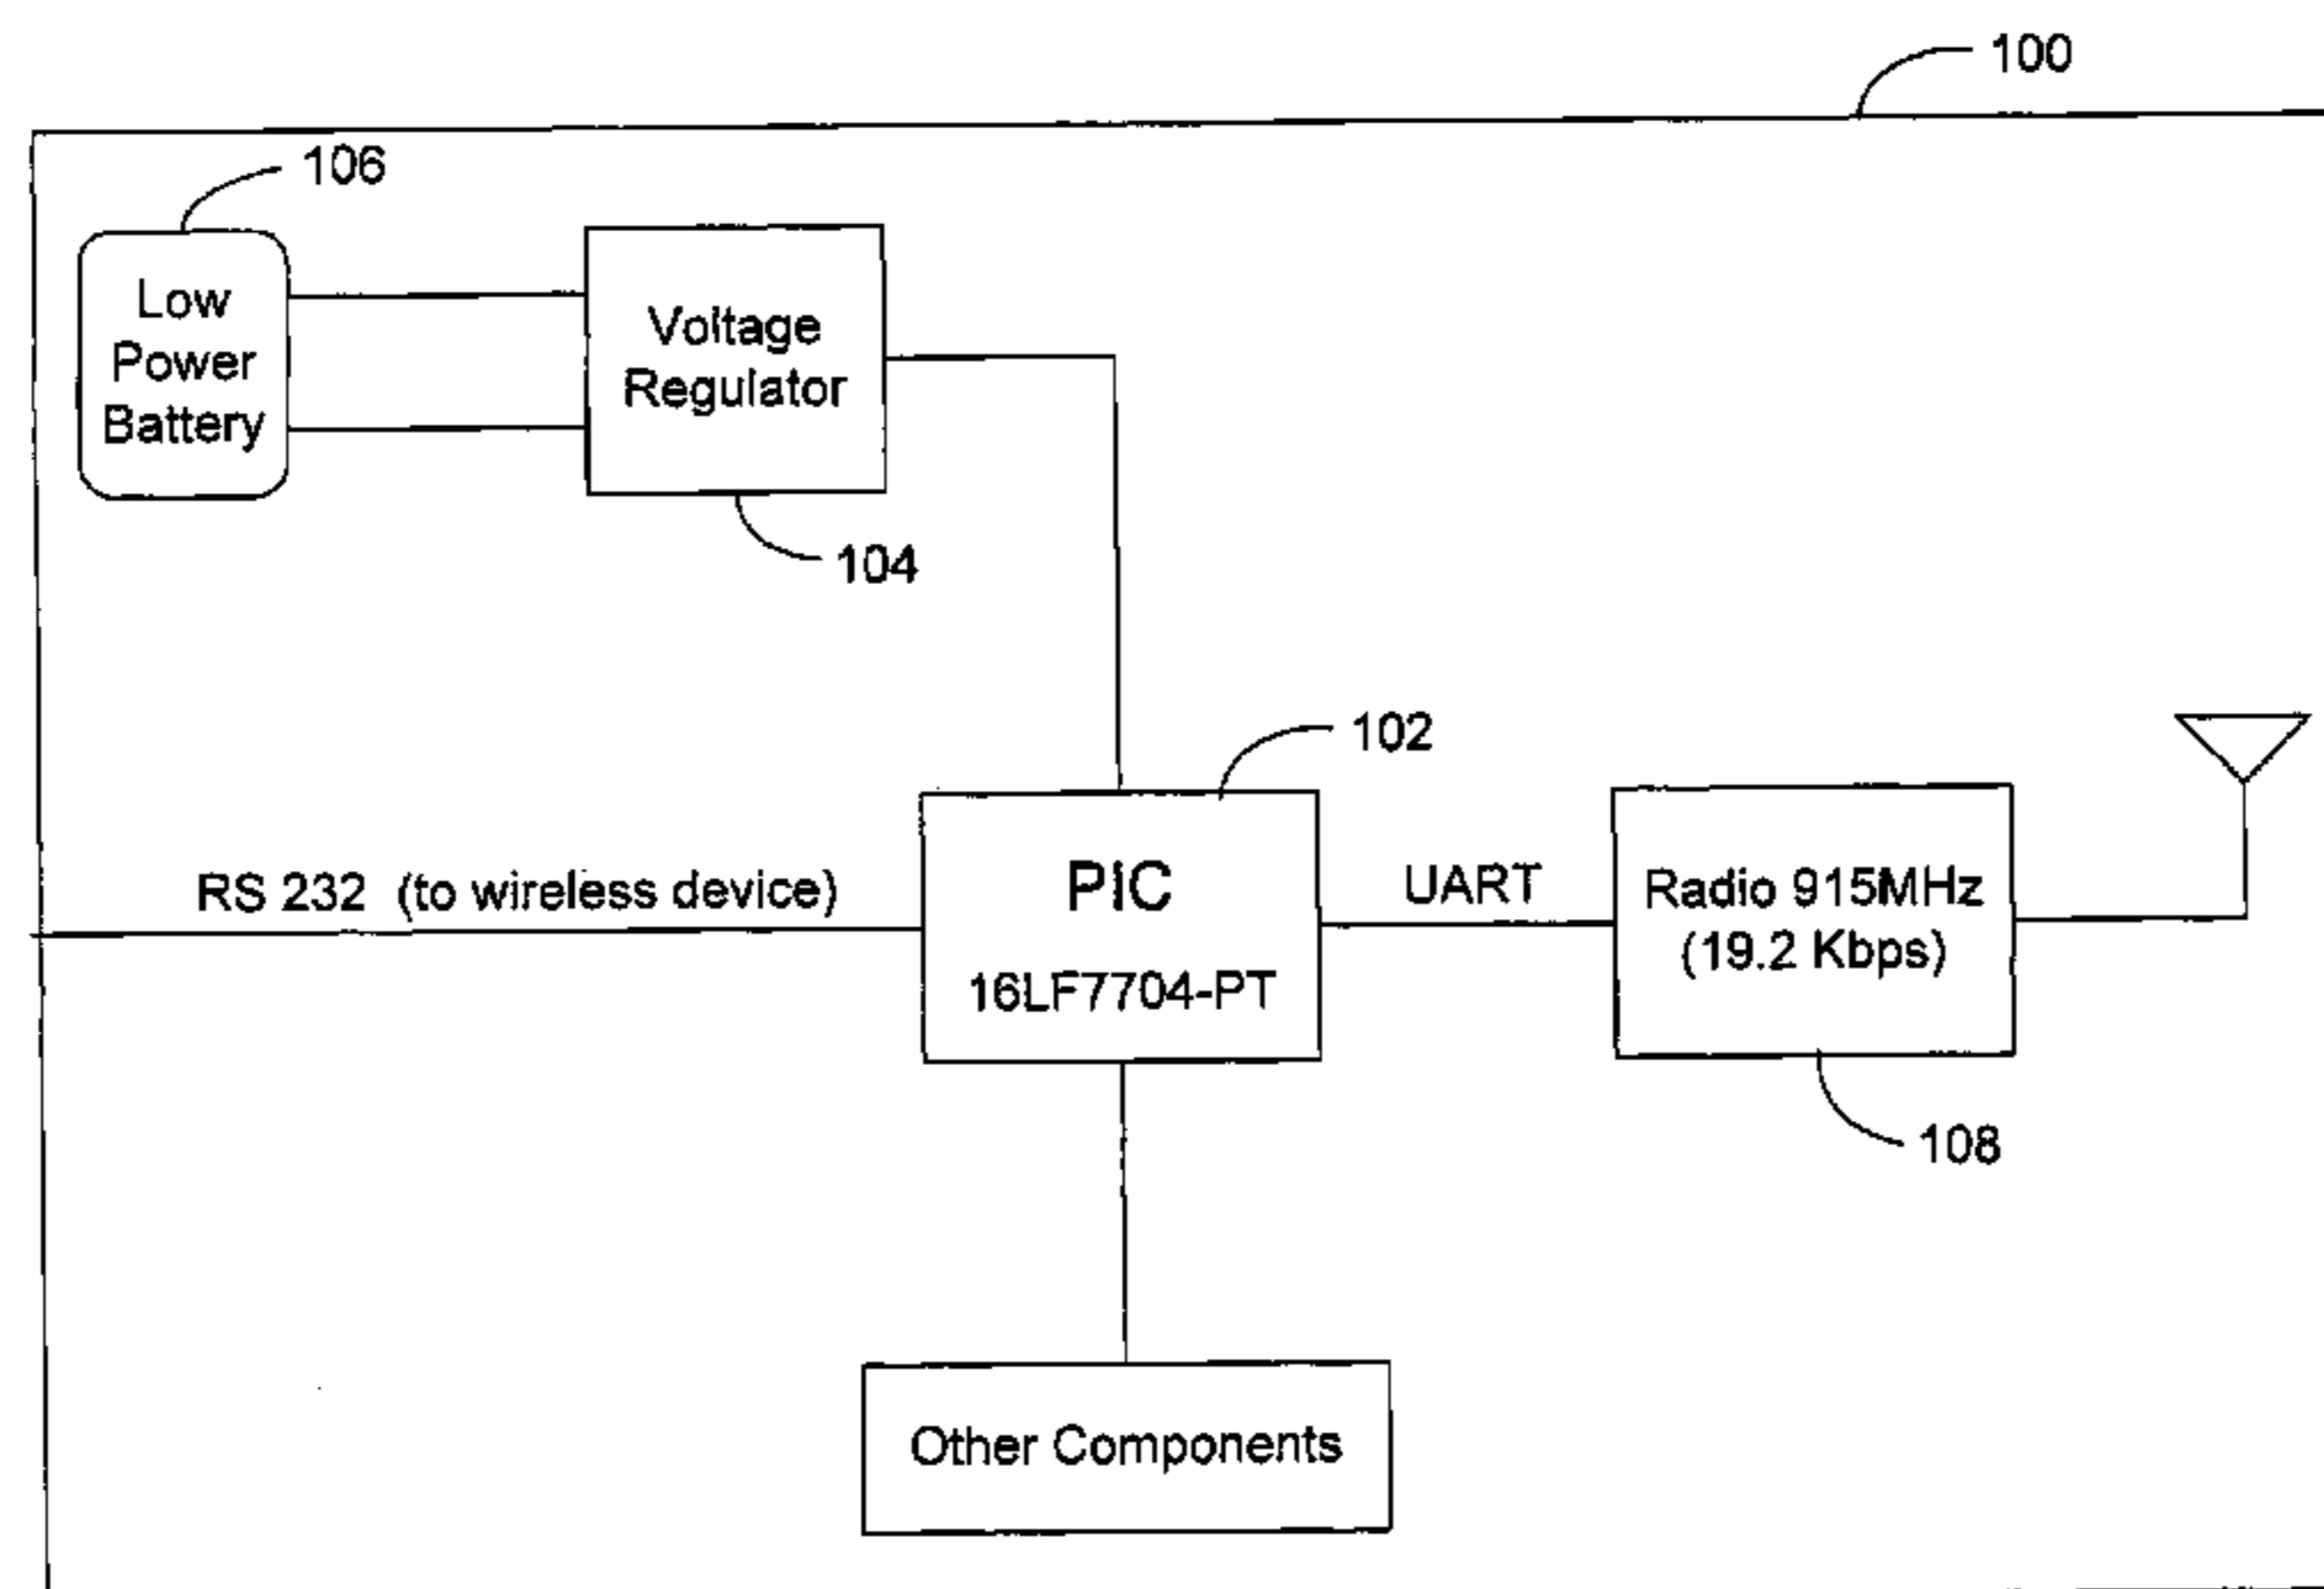 100
106
Low
Power
Battery
Voltage
Regulator
104
102
RS 232 (to wireless device)
PIC
16LF7704-PT
UART
Radio 915MHz
(19.2 Kbps)
108
Other Components